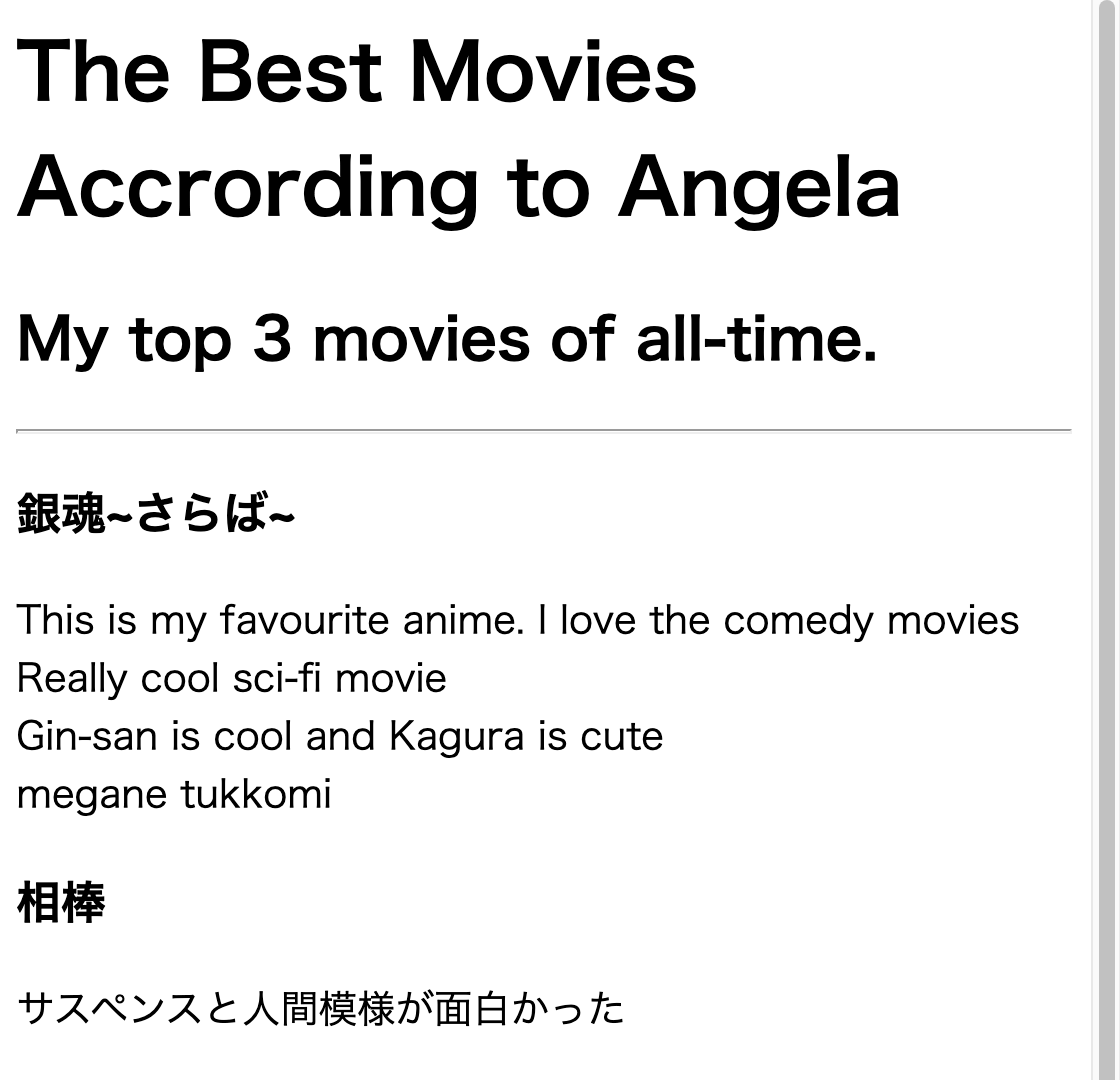 The Best Movies
Accrording to Angela
My top 3 movies of all-time.
銀魂~さらば~
This is my favourite anime. I love the comedy movies
Really cool sci-fi movie
Gin-san is cool and Kagura is cute
megane tukkomi
相棒
サスペンスと人間模様が面白かった